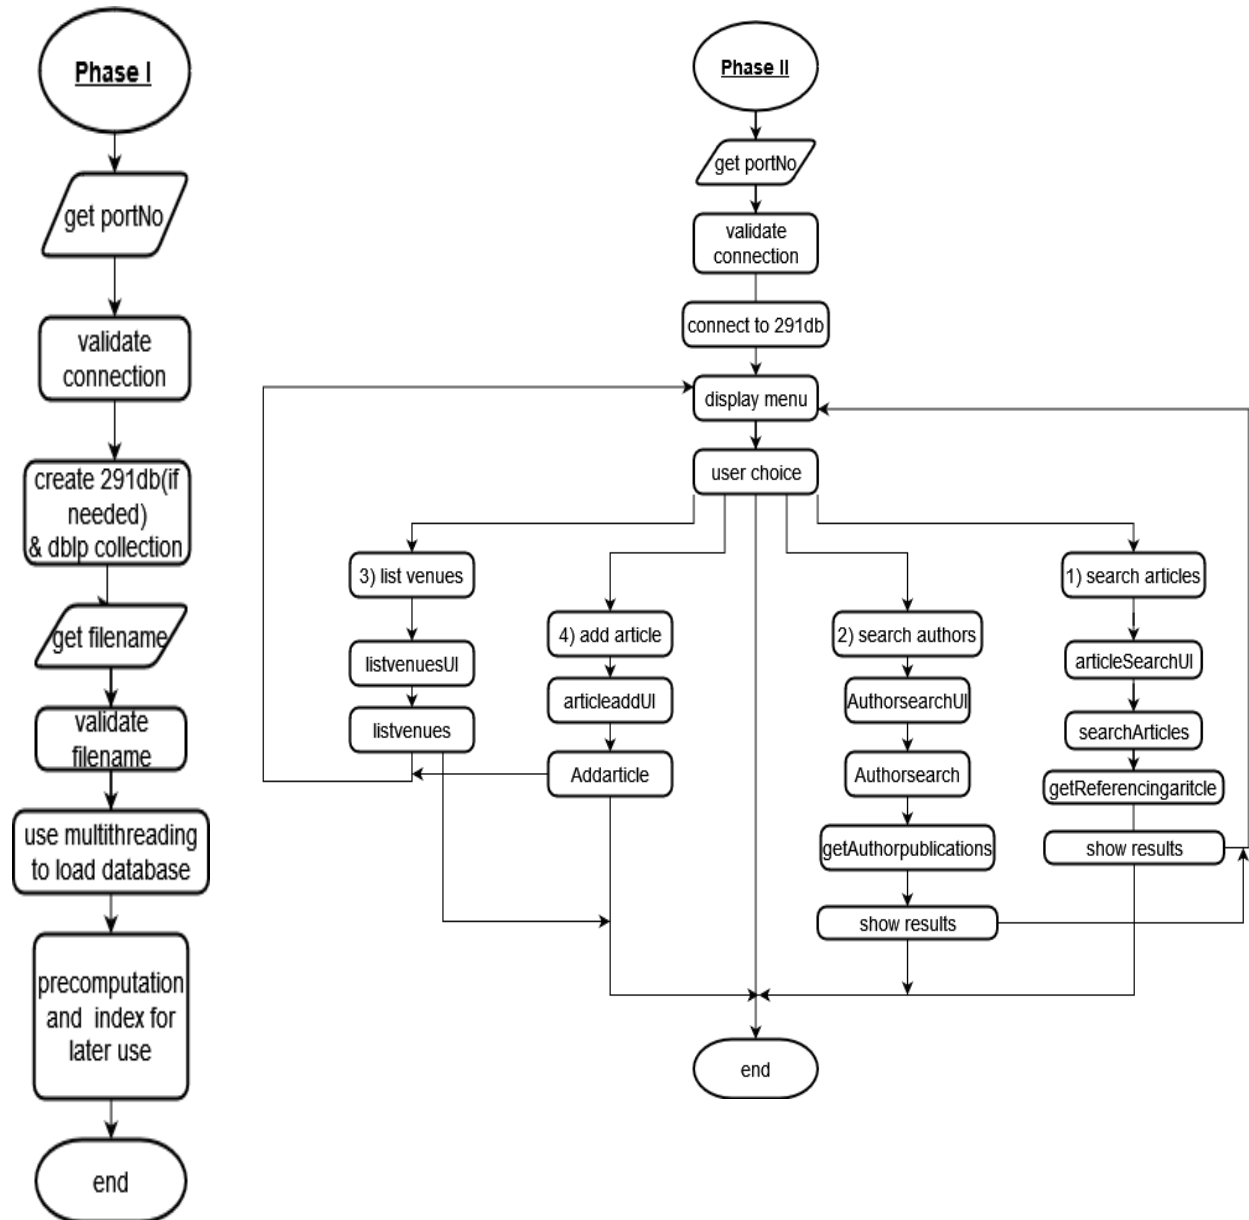 Phase I
get portNo
validate
connection
create 291db(if
needed)
& dblp collection
get filename
validate
filename
use multithreading
to load database
precomputation
and index for
later use
end
Phase II
get portNo
validate
connection
connect to 291db
display menu
user choice
3) list venues
listvenuesUI
listvenues
4) add article
articleaddUI
Addarticle
2) search authors
AuthorsearchUI
Authorsearch
getAuthorpublications
show results
1) search articles
articleSearchUI
searchArticles
getReferencingaritcle
show results
end